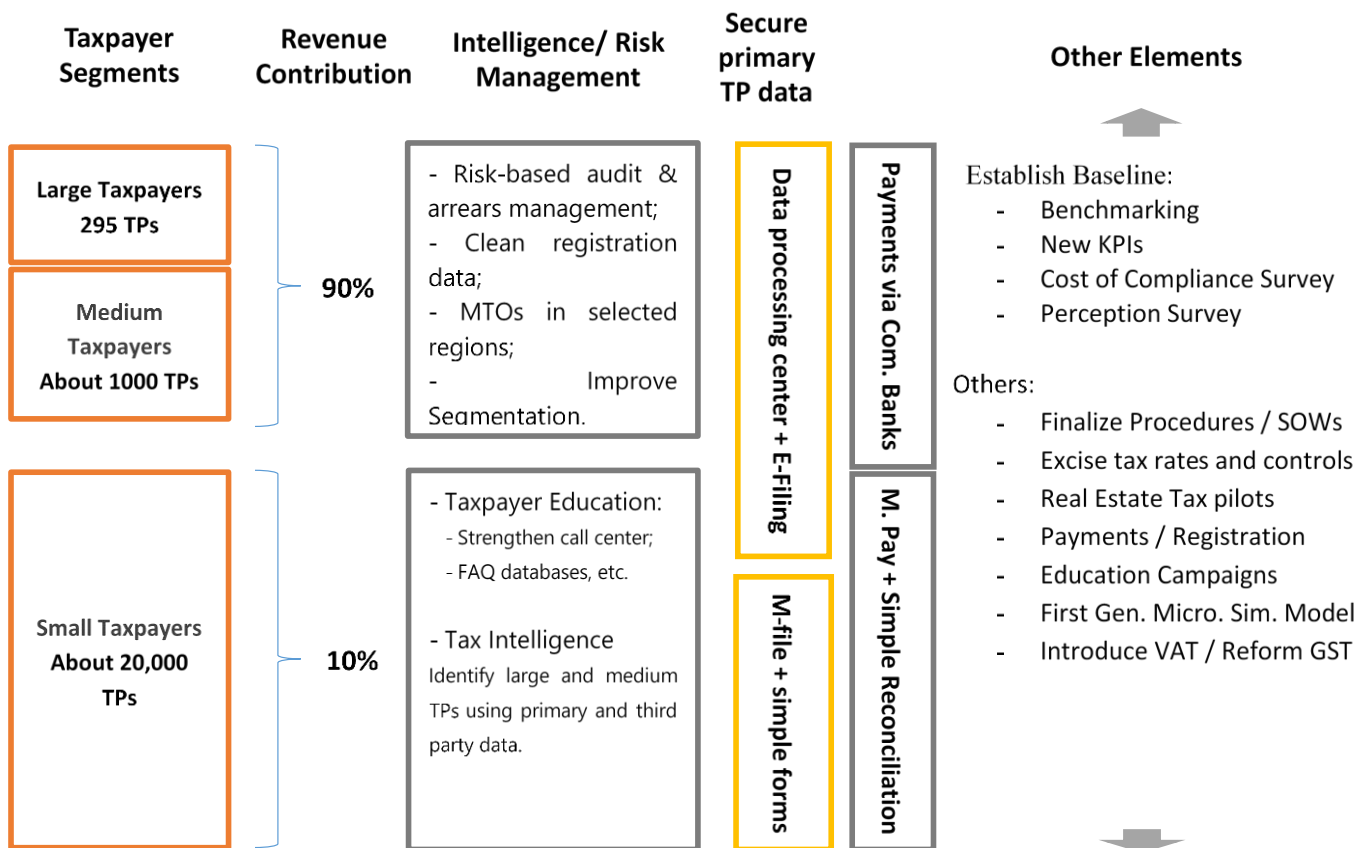 Taxpayer
Segments
Revenue
Contribution
Intelligence/ Risk
Management
Secure
primary
TP data
Other Elements
Large Taxpayers
295 TPs
Medium
Taxpayers
About 1000 TPs
90%
- Risk-based audit &
arrears management;
- Clean registration
data;
- MTOs in selected
regions;
- Improve
Segmentation.
Small Taxpayers
About 20,000
TPs
10%
- Taxpayer Education:
- Strengthen call center;
- FAQ databases, etc.
- Tax Intelligence
Identify large and medium
TPs using primary and third
party data.
Data processing center + E-Filing
M-file + simple forms
Payments via Com. Banks
M. Pay + Simple Reconciliation
Establish Baseline:
- Benchmarking
- New KPIs
- Cost of Compliance Survey
- Perception Survey
Others:
- Finalize Procedures / SOWs
- Excise tax rates and controls
- Real Estate Tax pilots
- Payments / Registration
- Education Campaigns
- First Gen. Micro. Sim. Model
- Introduce VAT / Reform GST